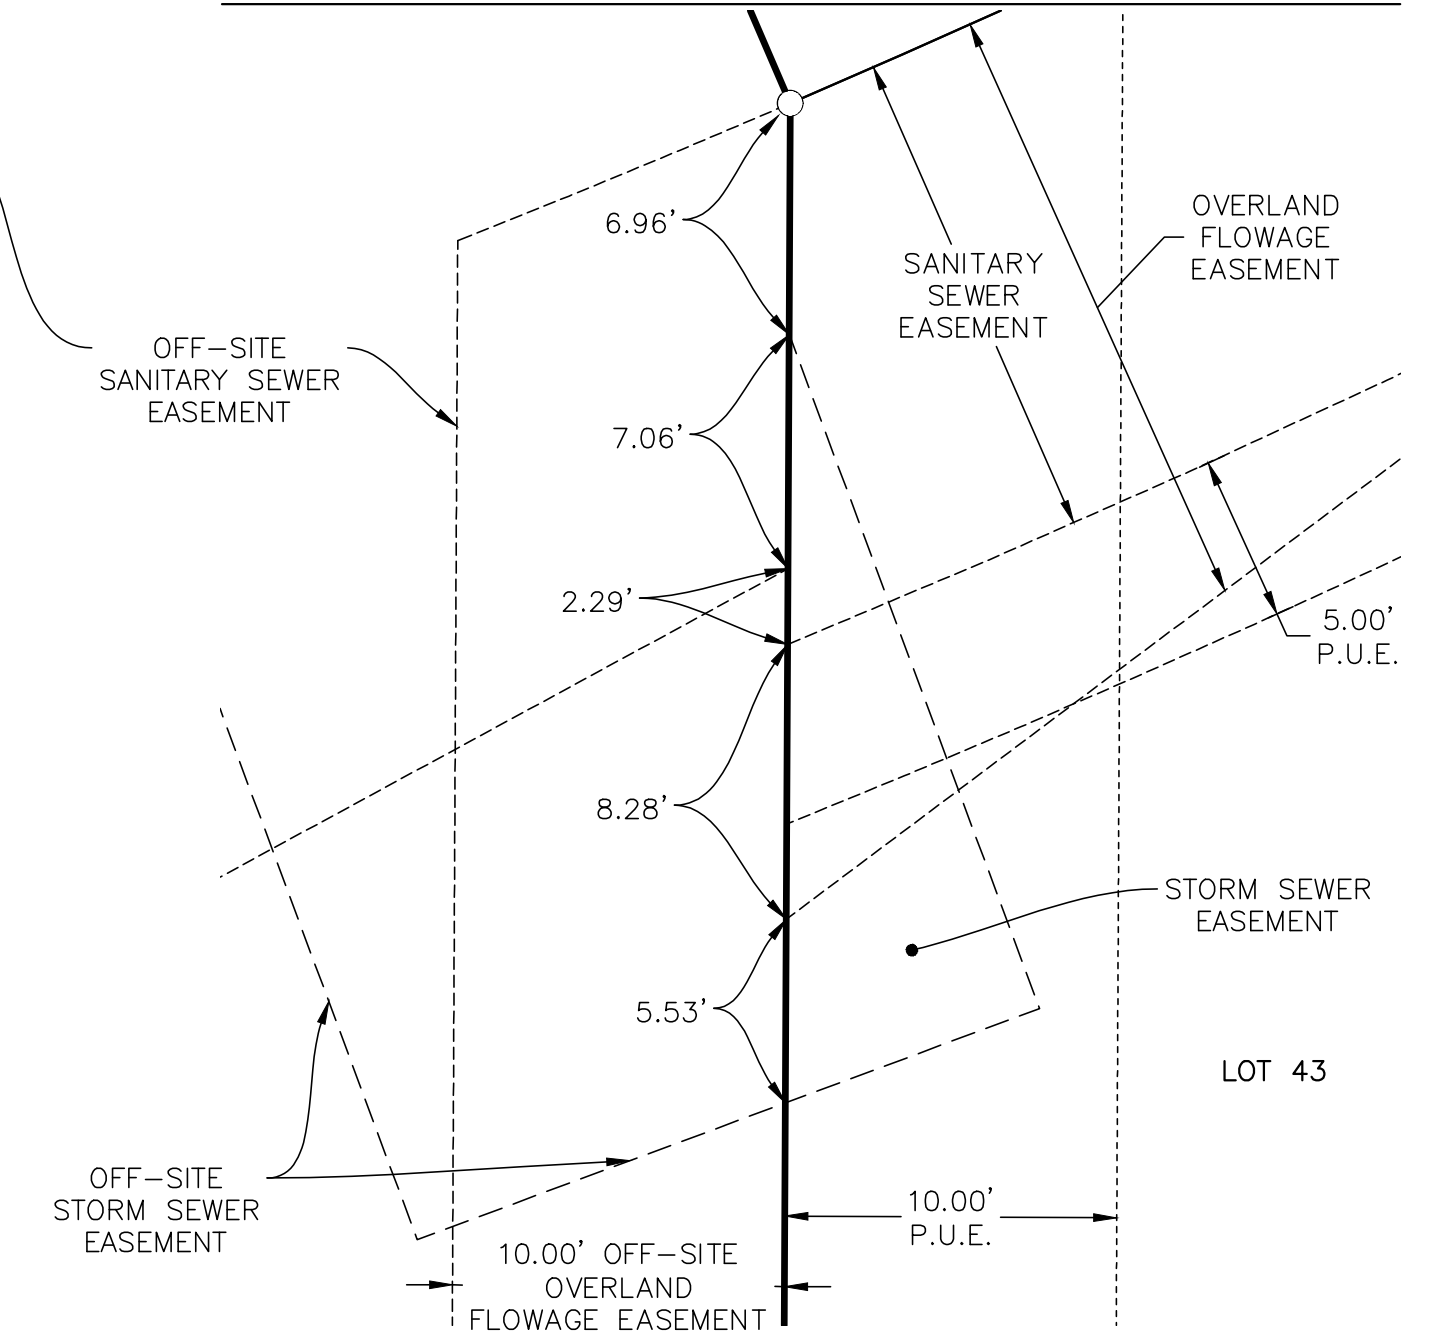 6.96'
OVERLAND
FLOWAGE
EASEMENT
SANITARY
SEWER
EASEMENT
OFF-SITE
SANITARY SEWER
EASEMENT
7.06'
2.29'
5.00'
P.U.E.
8.28'
STORM SEWER
EASEMENT
5.53'
LOT 43
OFF-SITE
STORM SEWER
EASEMENT
10.00'
P.U.E.
10.00' OFF-SITE
OVERLAND
FLOWAGE EASEMENT